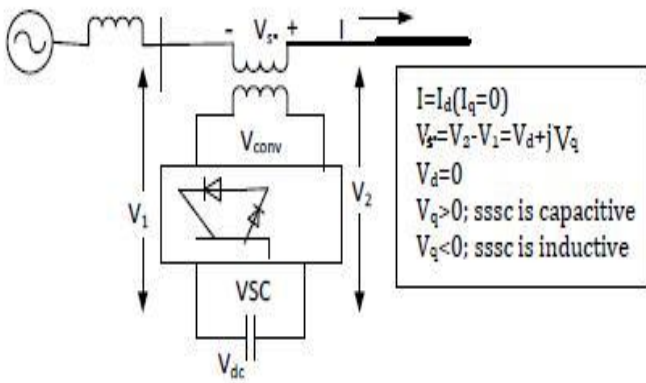 - Vs* + I
Vconv
V1
V2
VSC
Vdc
I=Id(Iq=0)
Vs*=V2-V1=Vd+jVq
Vd=0
Vq>0; sssc is capacitive
Vq<0; sssc is inductive